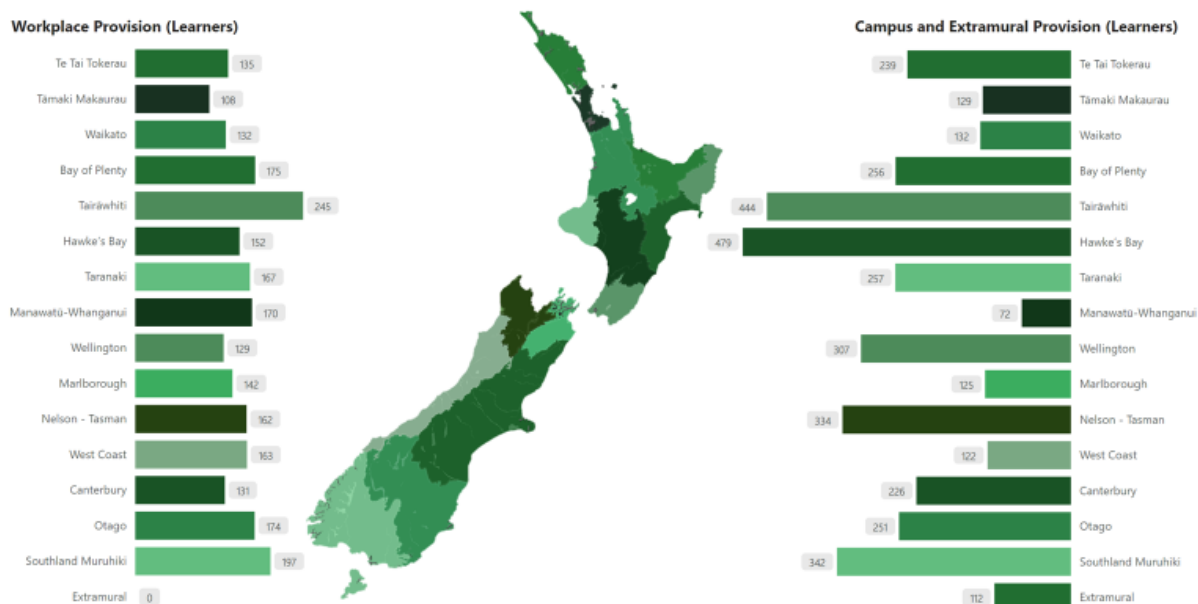 Workplace Provision (Learners)
Te Tai Tokerau 135
Tāmaki Makaurau 108
Waikato 132
Bay of Plenty 175
Tairāwhiti 245
Hawke's Bay 152
Taranaki 167
Manawatū-Whanganui 170
Wellington 129
Marlborough 142
Nelson - Tasman 162
West Coast 163
Canterbury 131
Otago 174
Southland Muruhiki 197
Extramural 0
Campus and Extramural Provision (Learners)
239 Te Tai Tokerau
129 Tāmaki Makaurau
132 Waikato
256 Bay of Plenty
444 Tairāwhiti
479 Hawke's Bay
257 Taranaki
72 Manawatū-Whanganui
307 Wellington
125 Marlborough
334 Nelson - Tasman
122 West Coast
226 Canterbury
251 Otago
342 Southland Muruhiki
112 Extramural